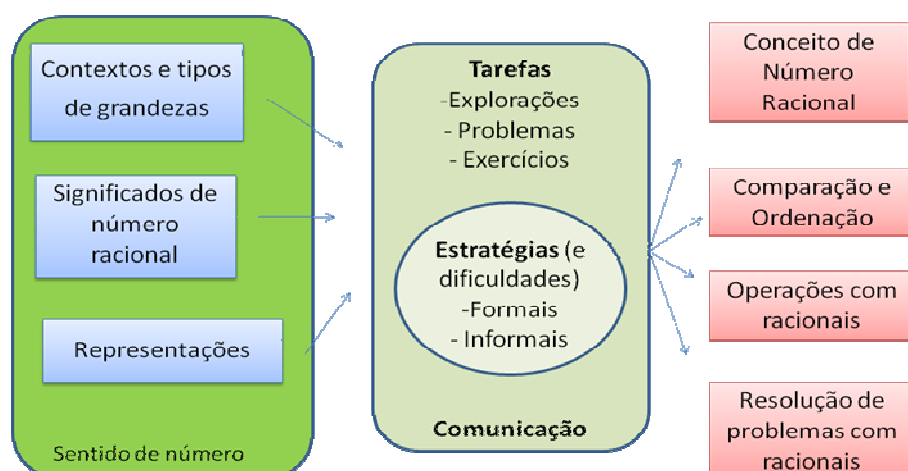 Contextos e tipos
de grandezas
Significados de
número
racional
Representações
Sentido de número
Tarefas
-Explorações
- Problemas
- Exercícios
Estratégias (e
dificuldades)
-Formais
- Informais
Comunicação
Conceito de
Número
Racional
Comparação e
Ordenação
Operações com
racionais
Resolução de
problemas com
racionais